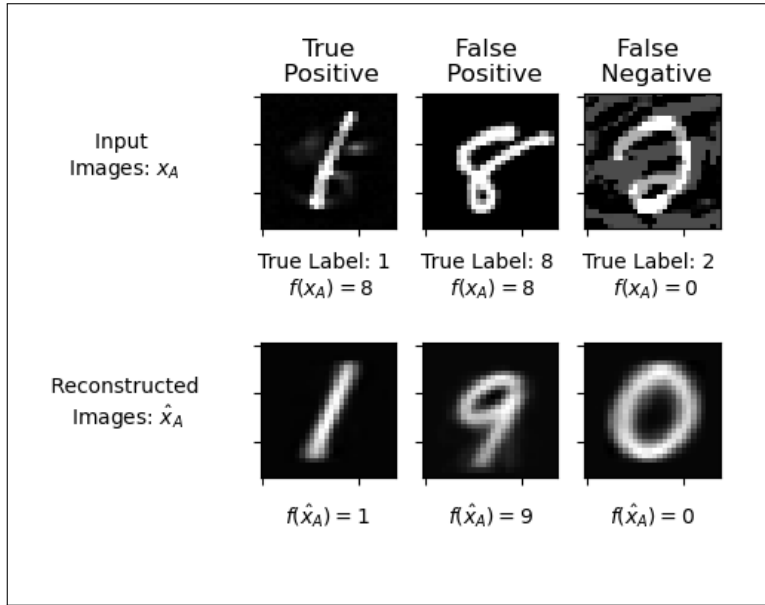 True Positive
False Positive
False Negative
Input
Images: x_A
True Label: 1
f(x_A) = 8
True Label: 8
f(x_A) = 8
True Label: 2
f(x_A) = 0
Reconstructed
Images: x̂_A
f(x̂_A) = 1
f(x̂_A) = 9
f(x̂_A) = 0